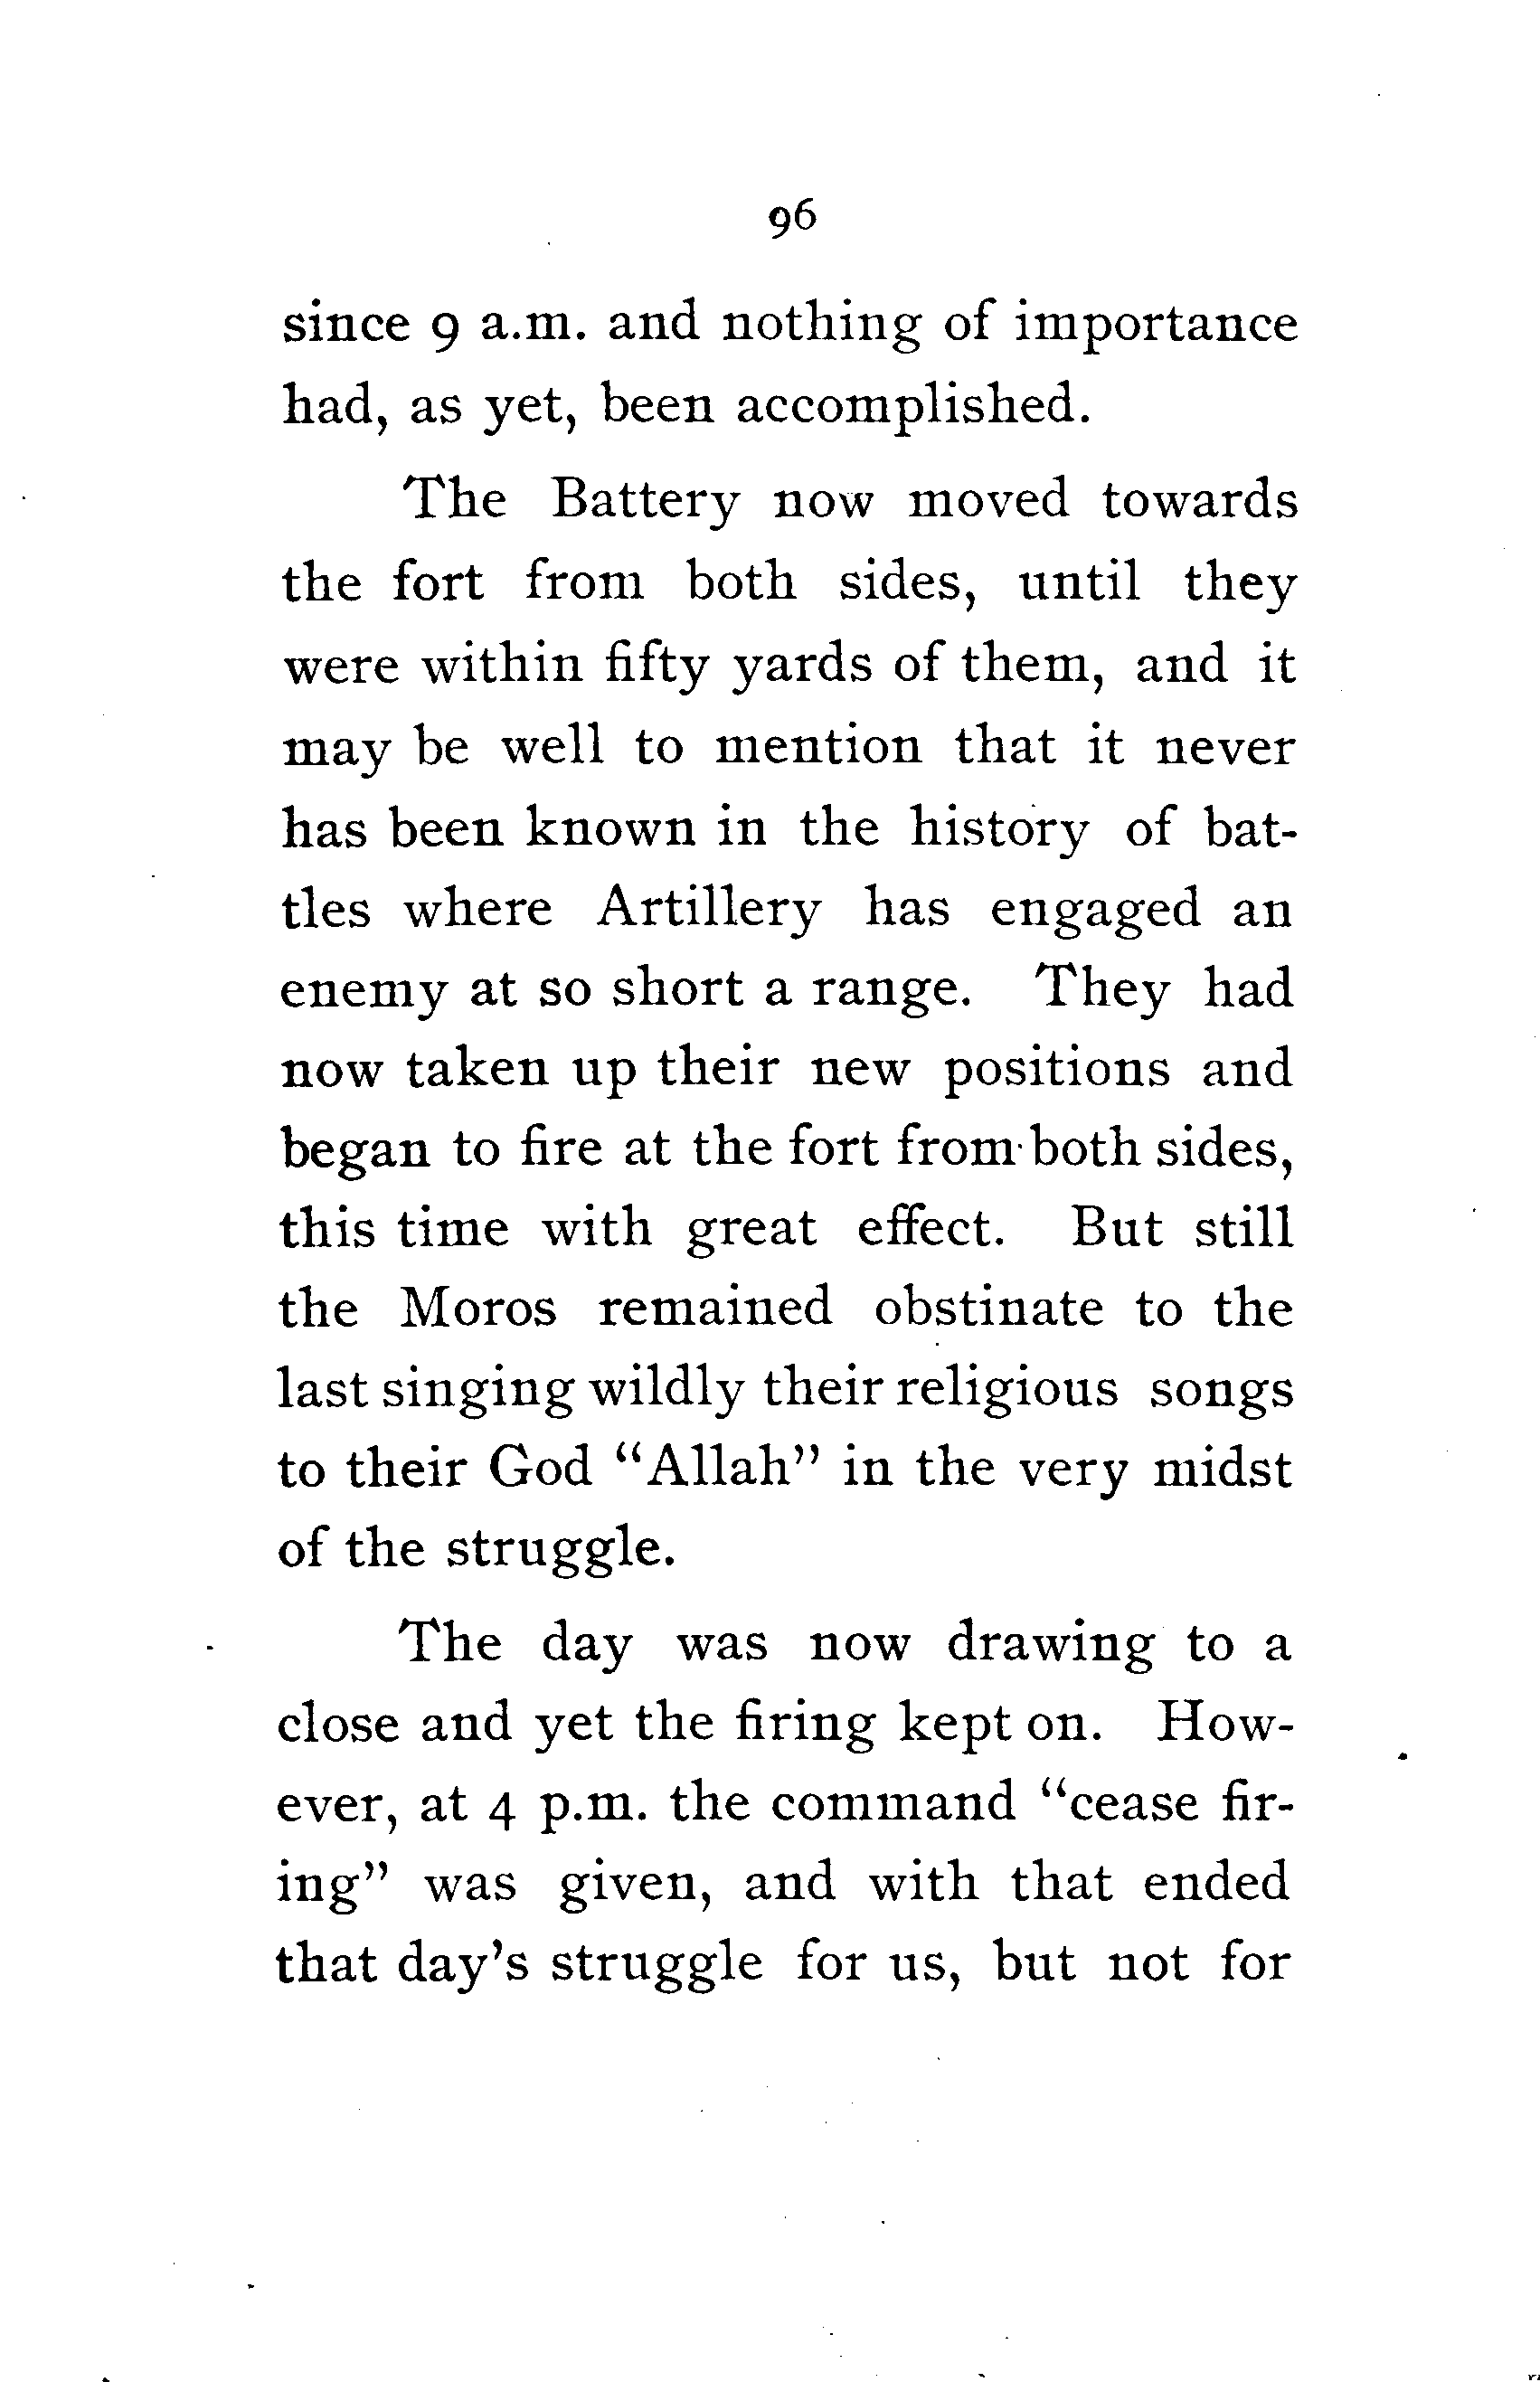 96
since 9 a.m. and nothing of importance
had, as yet, been accomplished.
The Battery now moved towards
the fort from both sides, until they
were within fifty yards of them, and it
may be well to mention that it never
has been known in the history of bat-
tles where Artillery has engaged an
enemy at so short a range. They had
now taken up their new positions and
began to fire at the fort from both sides,
this time with great effect. But still
the Moros remained obstinate to the
last singing wildly their religious songs
to their God "Allah" in the very midst
of the struggle.
The day was now drawing to a
close and yet the firing kept on. How-
ever, at 4 p.m. the command "cease fir-
ing" was given, and with that ended
that day's struggle for us, but not for